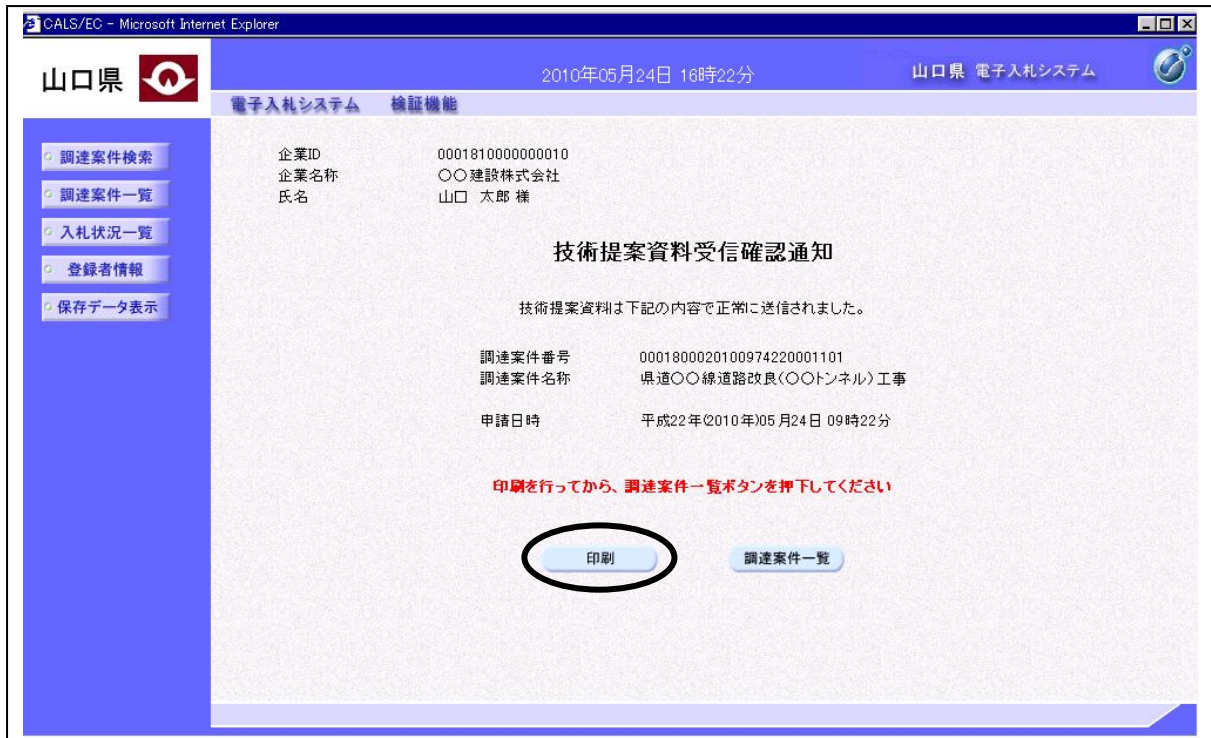 CALS/EC - Microsoft Internet Explorer
山口県
2010年05月24日 16時22分
山口県 電子入札システム
電子入札システム 検証機能
調達案件検索
調達案件一覧
入札状況一覧
登録者情報
保存データ表示
企業ID 0001810000000010
企業名称 〇〇建設株式会社
氏名 山口 太郎 様
技術提案資料受信確認通知
技術提案資料は下記の内容で正常に送信されました。
調達案件番号 0001800020100974220001101
調達案件名称 県道〇〇線道路改良(〇〇トンネル)工事
申請日時 平成22年(2010年)05月24日 09時22分
印刷を行ってから、調達案件一覧ボタンを押下してください
印刷 調達案件一覧